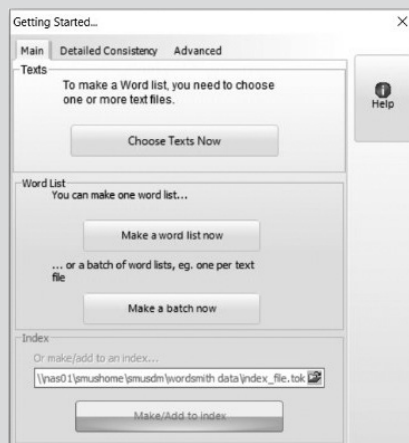 Getting Started...
Main Detailed Consistency Advanced
Texts
To make a Word list, you need to choose
one or more text files.
Choose Texts Now
Help
Word List
You can make one word list...
Make a word list now
... or a batch of word lists, eg. one per text
file
Make a batch now
Index
Or make/add to an index...
\\nas01\smushome\smusdm\wordsmith data\index_file.tok
Make/Add to index